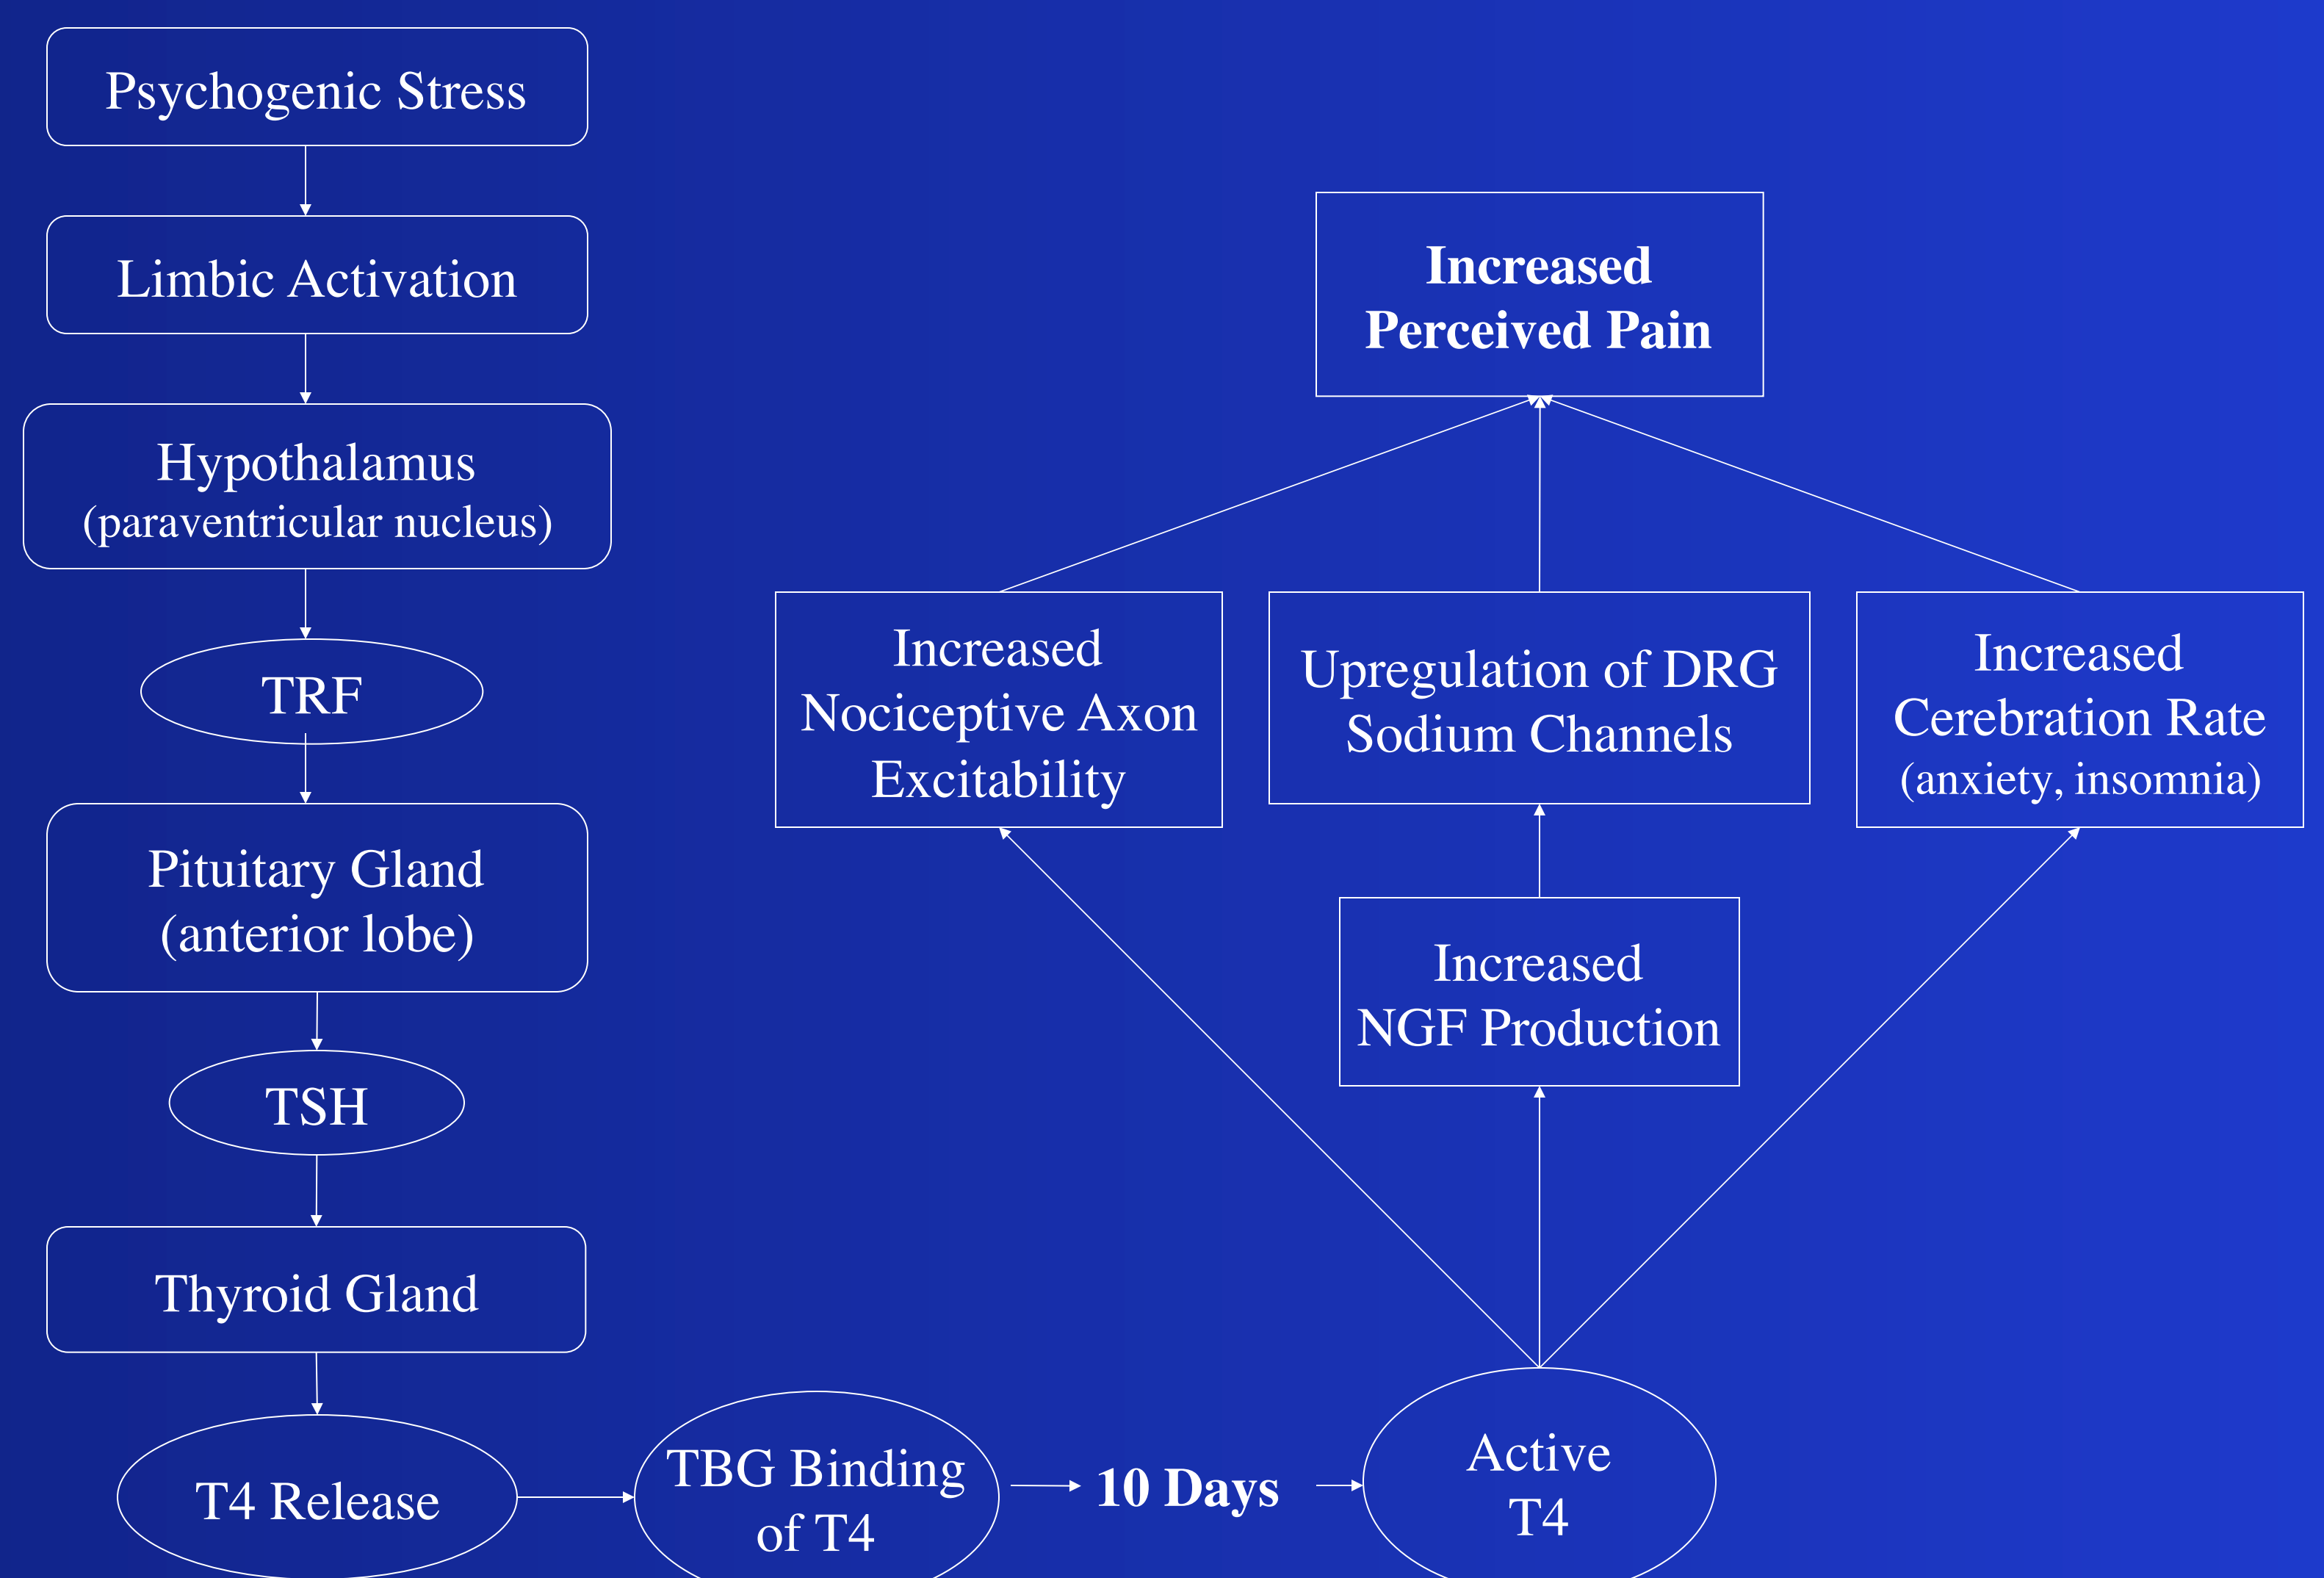 Psychogenic Stress
Limbic Activation
Hypothalamus
(paraventricular nucleus)
TRF
Pituitary Gland
(anterior lobe)
TSH
Thyroid Gland
T4 Release
TBG Binding
of T4
10 Days
Active
T4
Increased
Nociceptive Axon
Excitability
Increased
NGF Production
Upregulation of DRG
Sodium Channels
Increased
Cerebration Rate
(anxiety, insomnia)
Increased
Perceived Pain